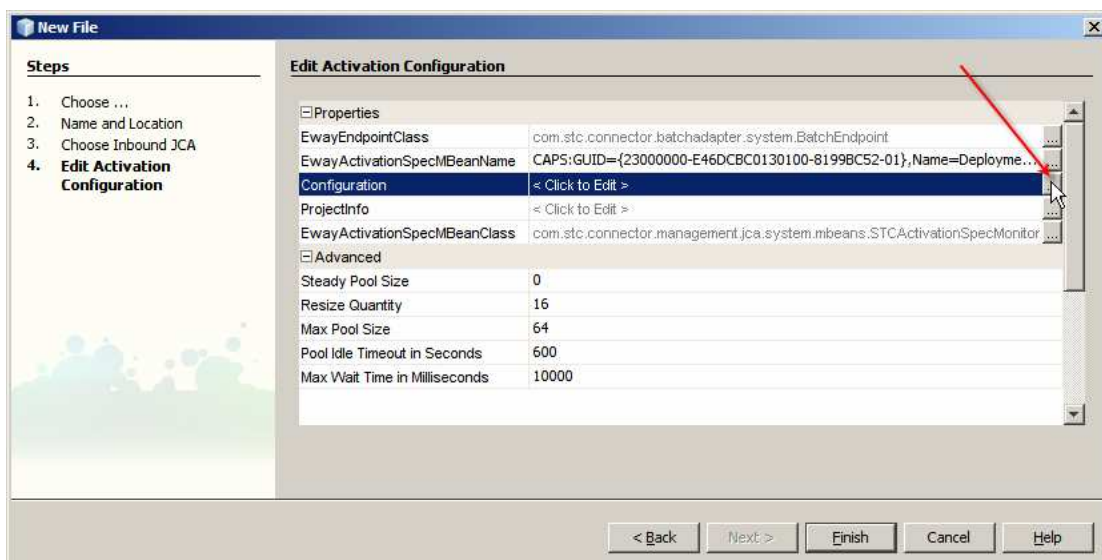 New File
Steps
1. Choose ...
2. Name and Location
3. Choose Inbound JCA
4. Edit Activation
Configuration
Edit Activation Configuration
Properties
EwayEndpointClass com.stc.connector.batchadapter.system.BatchEndpoint ...
EwayActivationSpecMBeanName CAPS:GUID={23000000-E46DCBC0130100-8199BC52-01},Name=Deployme... ...
Configuration < Click to Edit > ...
ProjectInfo < Click to Edit > ...
EwayActivationSpecMBeanClass com.stc.connector.management.jca.system.mbeans.STCActivationSpecMonitor ...
Advanced
Steady Pool Size 0
Resize Quantity 16
Max Pool Size 64
Pool Idle Timeout in Seconds 600
Max Wait Time in Milliseconds 10000
< Back Next > Finish Cancel Help